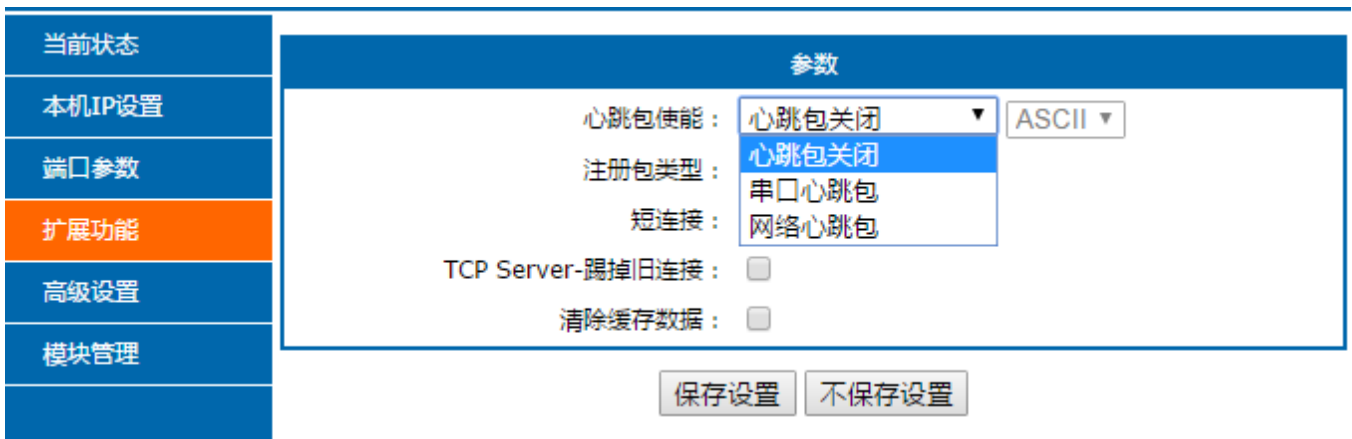 当前状态
本机IP设置
端口参数
扩展功能
高级设置
模块管理
参数
心跳包使能： 心跳包关闭 ASCII
心跳包关闭
注册包类型：
串口心跳包
短连接：
网络心跳包
TCP Server-踢掉旧连接：
清除缓存数据：
保存设置 不保存设置